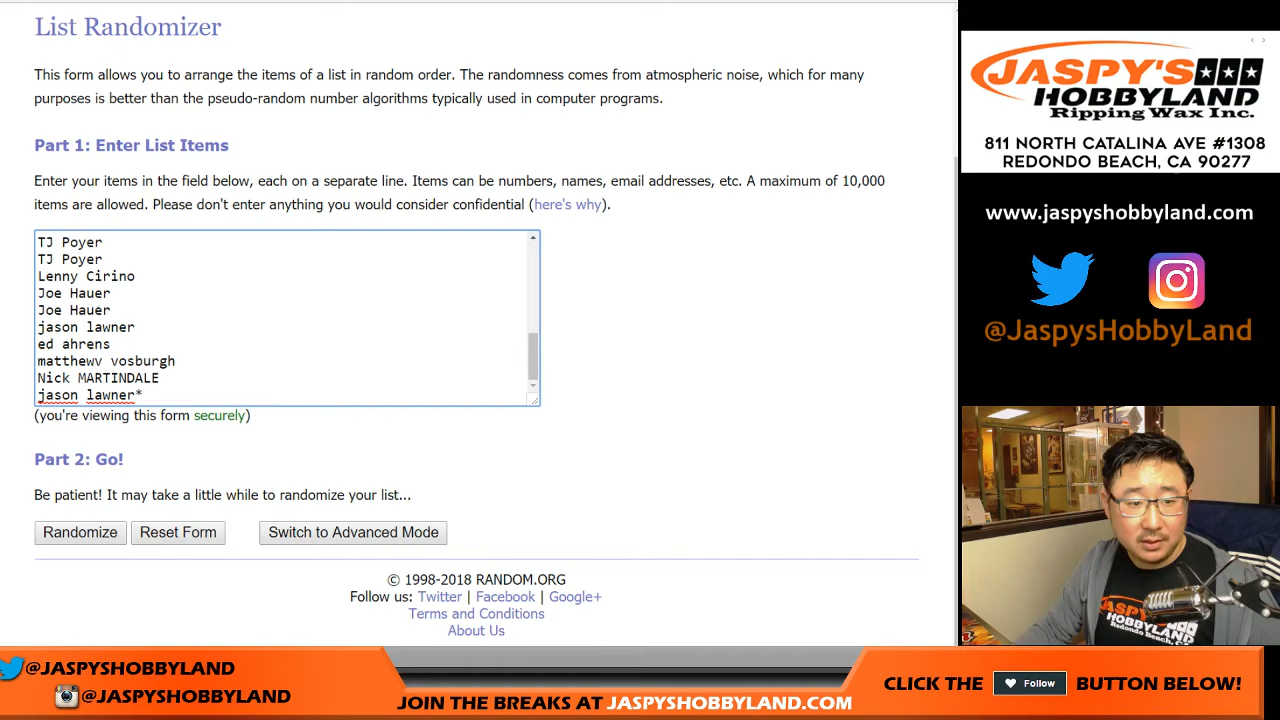 List Randomizer
This form allows you to arrange the items of a list in random order. The randomness comes from atmospheric noise, which for many
purposes is better than the pseudo-random number algorithms typically used in computer programs.
Part 1: Enter List Items
Enter your items in the field below, each on a separate line. Items can be numbers, names, email addresses, etc. A maximum of 10,000
items are allowed. Please don't enter anything you would consider confidential (here's why).
TJ Poyer
TJ Poyer
Lenny Cirino
Joe Hauer
Joe Hauer
jason lawner
ed ahrens
matthewv vosburgh
Nick MARTINDALE
jason lawner*
(you're viewing this form securely)
Part 2: Go!
Be patient! It may take a little while to randomize your list...
Randomize Reset Form Switch to Advanced Mode
© 1998-2018 RANDOM.ORG
Follow us: Twitter | Facebook | Google+
Terms and Conditions
About Us
JASPY'S
HOBBYLAND
Ripping Wax Inc.
811 NORTH CATALINA AVE #1308
REDONDO BEACH, CA 90277
www.jaspyshobbyland.com
@JaspysHobbyLand
JASPY'S
HOBBYLAND
Redondo Beach, CA
@JASPYSHOBBYLAND
@JASPYSHOBBYLAND
JOIN THE BREAKS AT JASPYSHOBBYLAND.COM
CLICK THE Follow BUTTON BELOW!